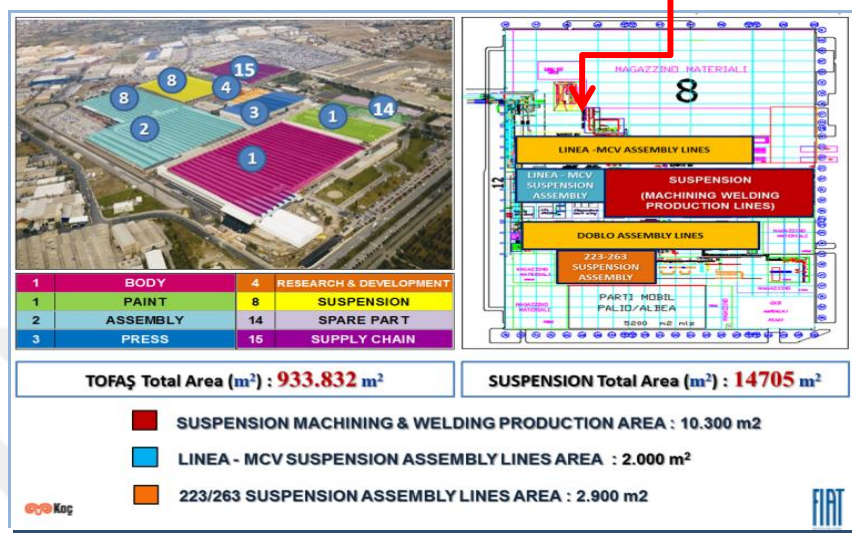 15
8
8
4
3
1
14
2
1
MAGAZZINO MATERIALI
8
12
LINEA -MCV ASSEMBLY LINES
LINEA - MCV
SUSPENSION
ASSEMBLY
SUSPENSION
(MACHINING WELDING
PRODUCTION LINES)
DOBLO ASSEMBLY LINES
223-263
SUSPENSION
ASSEMBLY
PARTI MOBIL
PALIO/ALBEA
5200 m2 nlz
1 BODY 4 RESEARCH & DEVELOPMENT
1 PAINT 8 SUSPENSION
2 ASSEMBLY 14 SPARE PART
3 PRESS 15 SUPPLY CHAIN
TOFAŞ Total Area (m²) : 933.832 m²
SUSPENSION Total Area (m²) : 14705 m²
SUSPENSION MACHINING & WELDING PRODUCTION AREA : 10.300 m2
LINEA - MCV SUSPENSION ASSEMBLY LINES AREA : 2.000 m²
223/263 SUSPENSION ASSEMBLY LINES AREA : 2.900 m2
Koç
FIAT